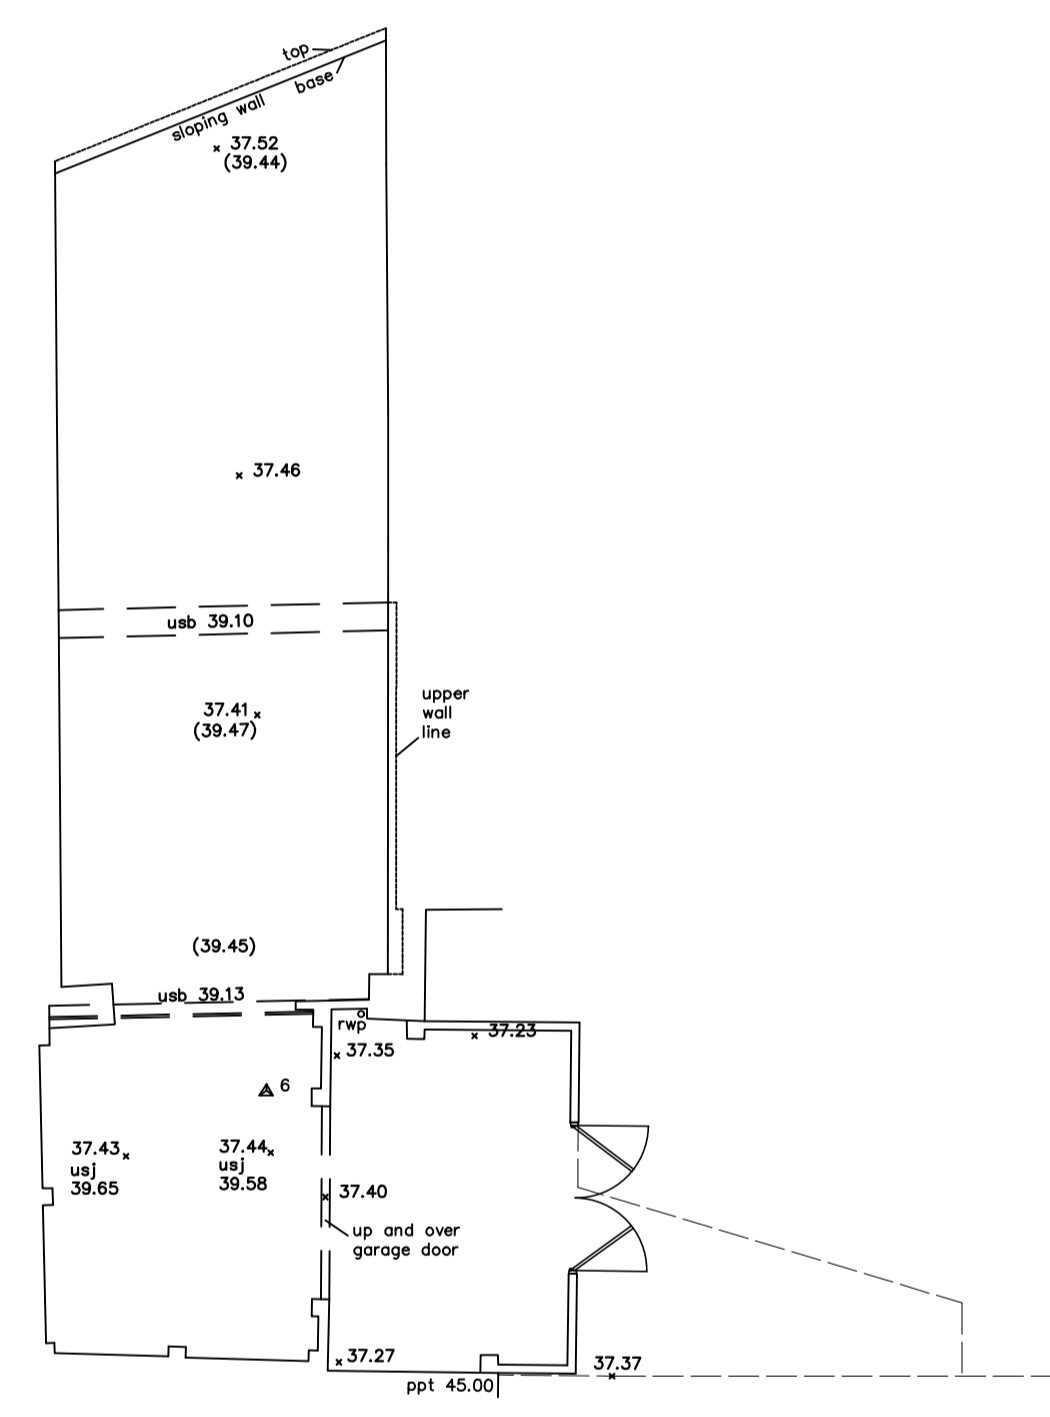 top
base
sloping wall
37.52
(39.44)
37.46
usb 39.10
37.41
(39.47)
upper
wall
line
(39.45)
usb 39.13
rwp
37.23
37.35
6
37.43
usj
39.65
37.44
usj
39.58
37.40
up and over
garage door
37.27
37.37
ppt 45.00